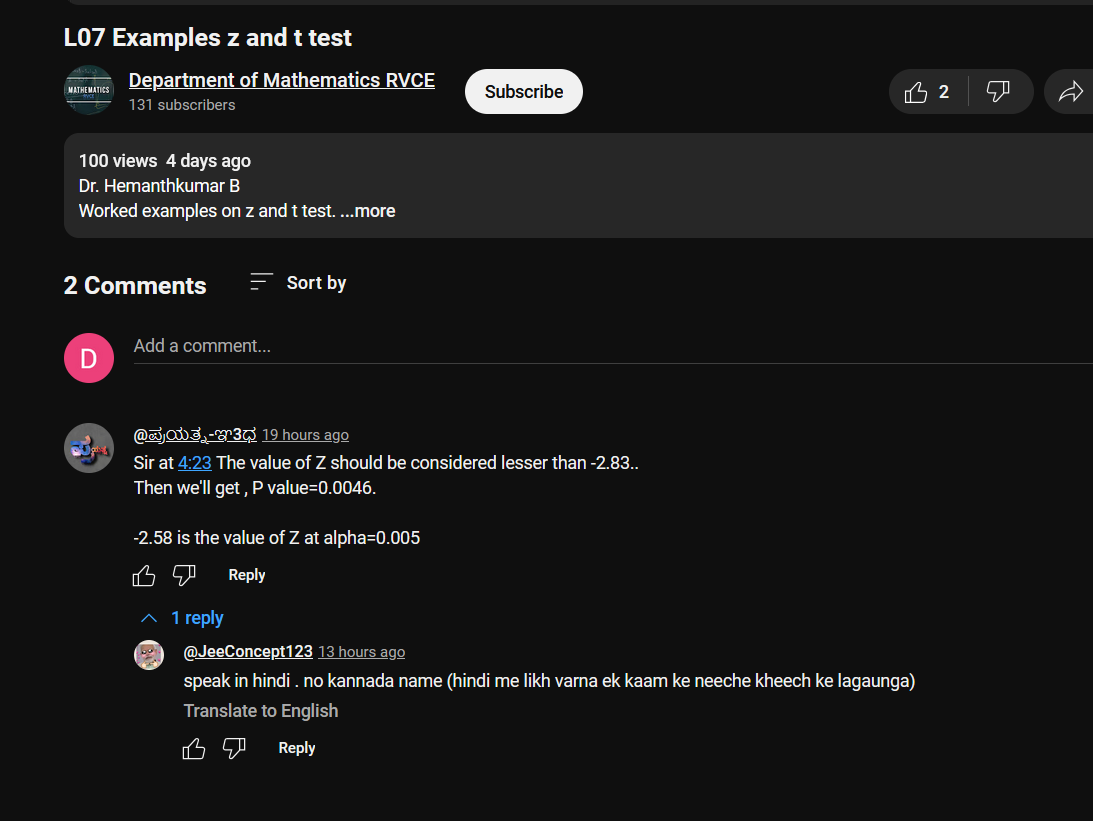 L07 Examples z and t test
MATHEMATICS
Department of Mathematics RVCE
131 subscribers
Subscribe
2
100 views 4 days ago
Dr. Hemanthkumar B
Worked examples on z and t test. ...more
2 Comments
Sort by
D
Add a comment...
@ಪ್ರಯತ್ನ-ಞ3ಧ 19 hours ago
Sir at 4:23 The value of Z should be considered lesser than -2.83..
Then we'll get , P value=0.0046.
-2.58 is the value of Z at alpha=0.005
Reply
1 reply
@JeeConcept123 13 hours ago
speak in hindi . no kannada name (hindi me likh varna ek kaam ke neeche kheech ke lagaunga)
Translate to English
Reply